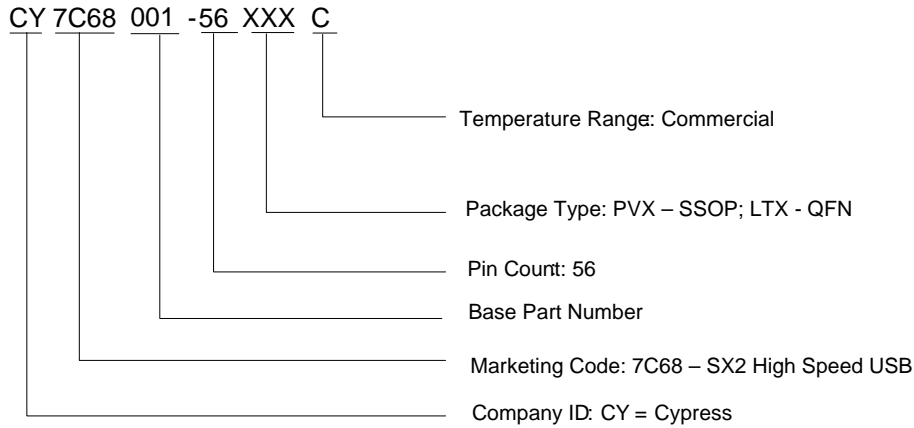 CY 7C68 001 -56 XXX C
Temperature Range: Commercial
Package Type: PVX – SSOP; LTX - QFN
Pin Count: 56
Base Part Number
Marketing Code: 7C68 – SX2 High Speed USB
Company ID: CY = Cypress